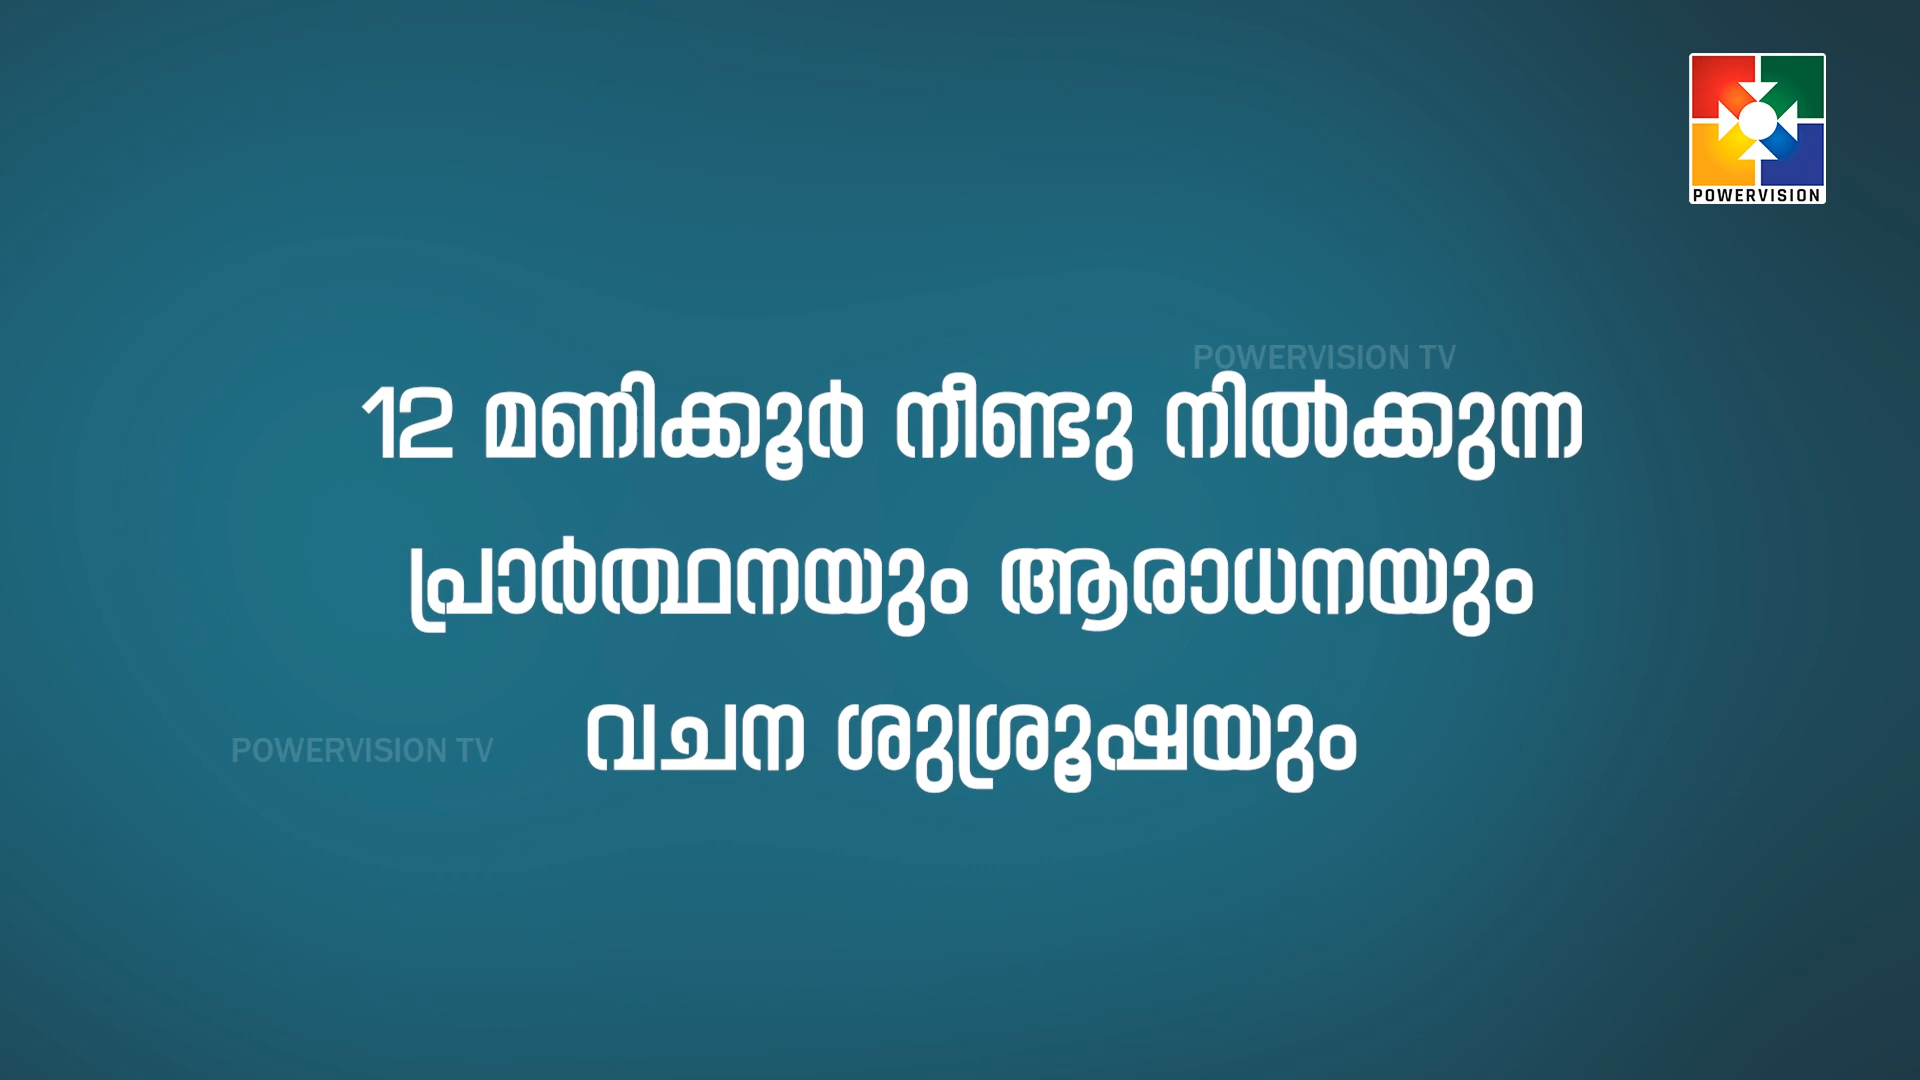 POWERVISION
POWERVISION TV
12 മണിക്കൂർ നീണ്ടു നിൽക്കുന്ന
പ്രാർത്ഥനയും ആരാധനയും
വചന ശുശ്രൂഷയും
POWERVISION TV